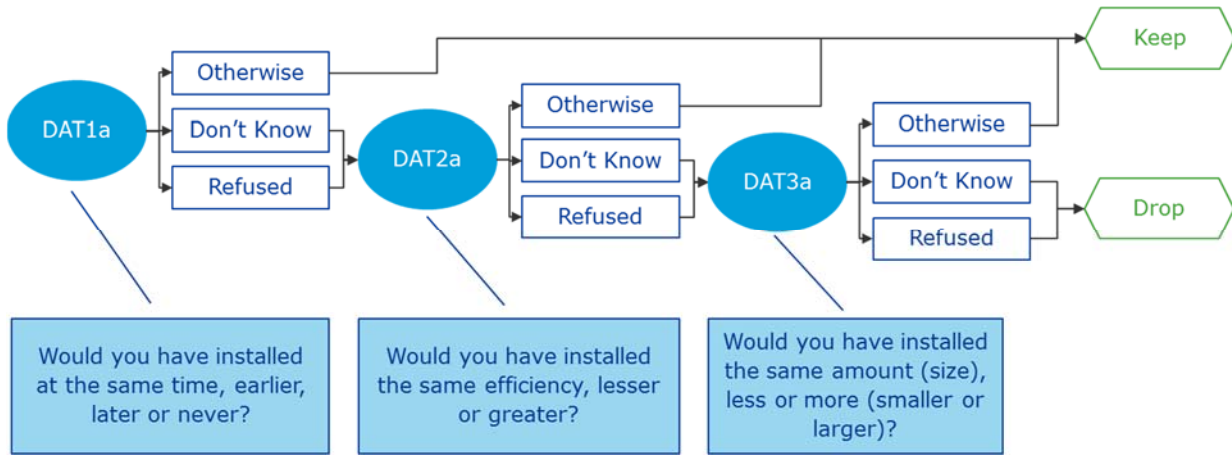 Otherwise
Keep
DAT1a
Don't Know
Refused
Otherwise
DAT2a
Don't Know
Refused
Otherwise
DAT3a
Don't Know
Refused
Drop
Would you have installed
at the same time, earlier,
later or never?
Would you have installed
the same efficiency, lesser
or greater?
Would you have installed
the same amount (size),
less or more (smaller or
larger)?